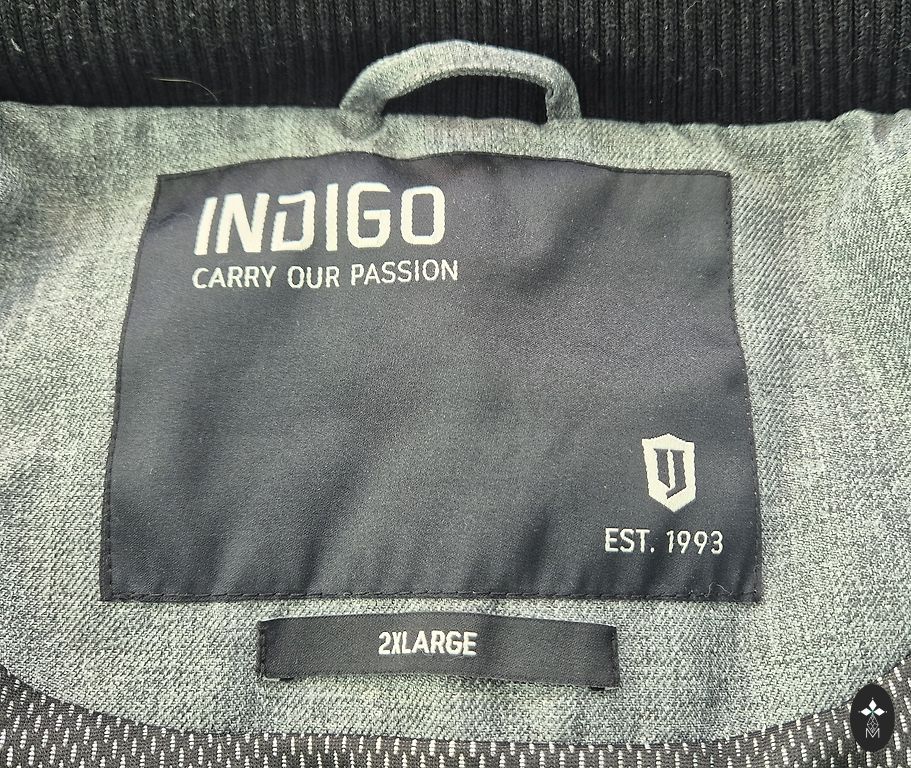 INDIGO
CARRY OUR PASSION
EST. 1993
2XLARGE
M